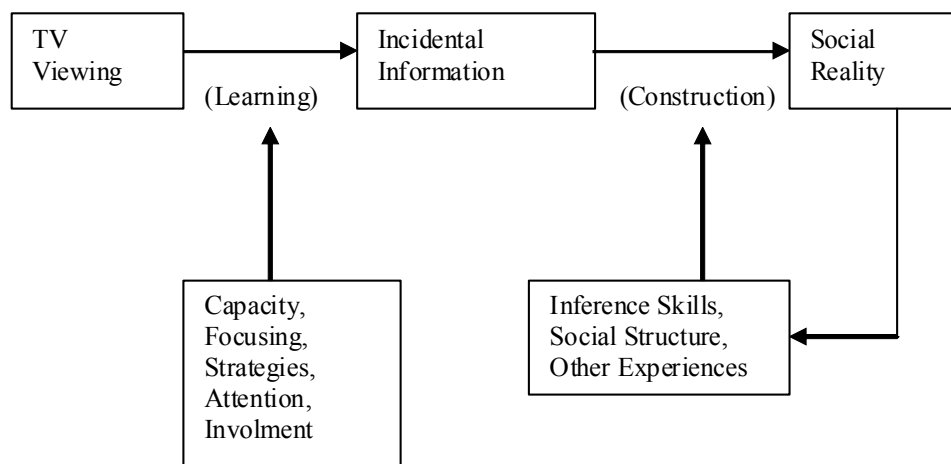 TV
Viewing
(Learning)
Incidental
Information
(Construction)
Social
Reality
Capacity,
Focusing,
Strategies,
Attention,
Involment
Inference Skills,
Social Structure,
Other Experiences